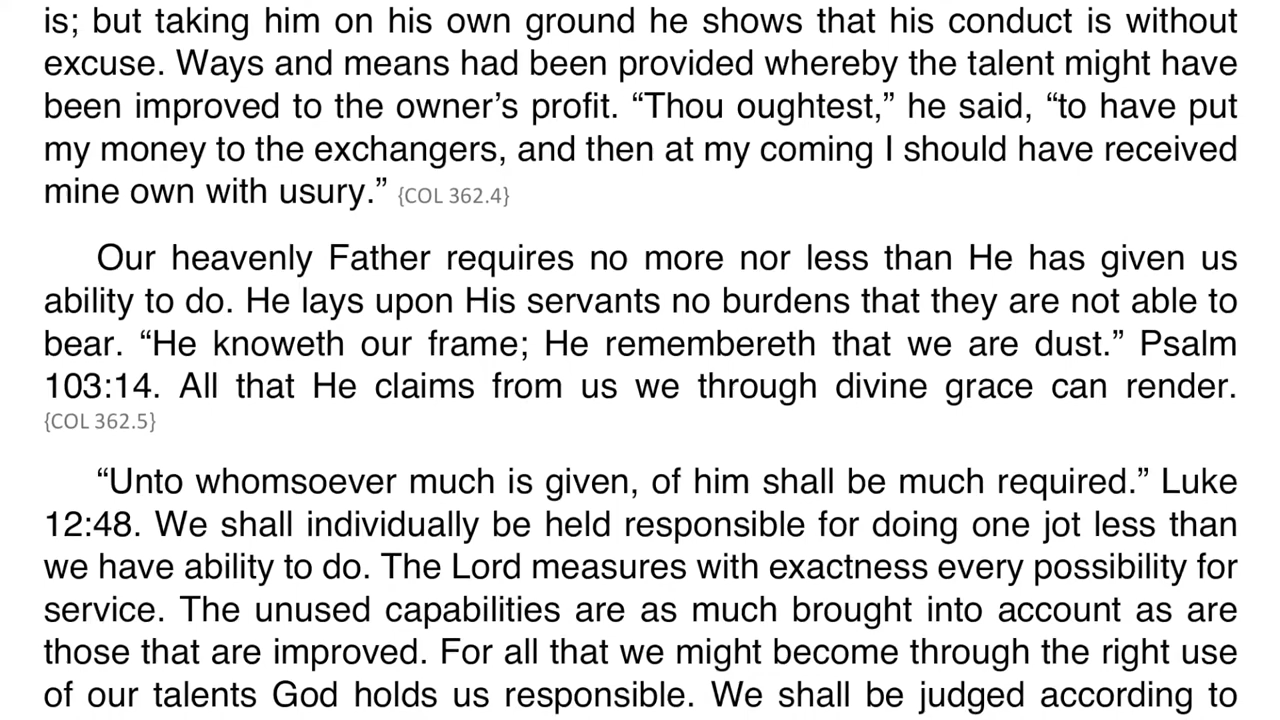 is; but taking him on his own ground he shows that his conduct is without
excuse. Ways and means had been provided whereby the talent might have
been improved to the owner’s profit. “Thou oughtest,” he said, “to have put
my money to the exchangers, and then at my coming I should have received
mine own with usury.” {COL 362.4}
Our heavenly Father requires no more nor less than He has given us
ability to do. He lays upon His servants no burdens that they are not able to
bear. “He knoweth our frame; He remembereth that we are dust.” Psalm
103:14. All that He claims from us we through divine grace can render.
{COL 362.5}
“Unto whomsoever much is given, of him shall be much required.” Luke
12:48. We shall individually be held responsible for doing one jot less than
we have ability to do. The Lord measures with exactness every possibility for
service. The unused capabilities are as much brought into account as are
those that are improved. For all that we might become through the right use
of our talents God holds us responsible. We shall be judged according to